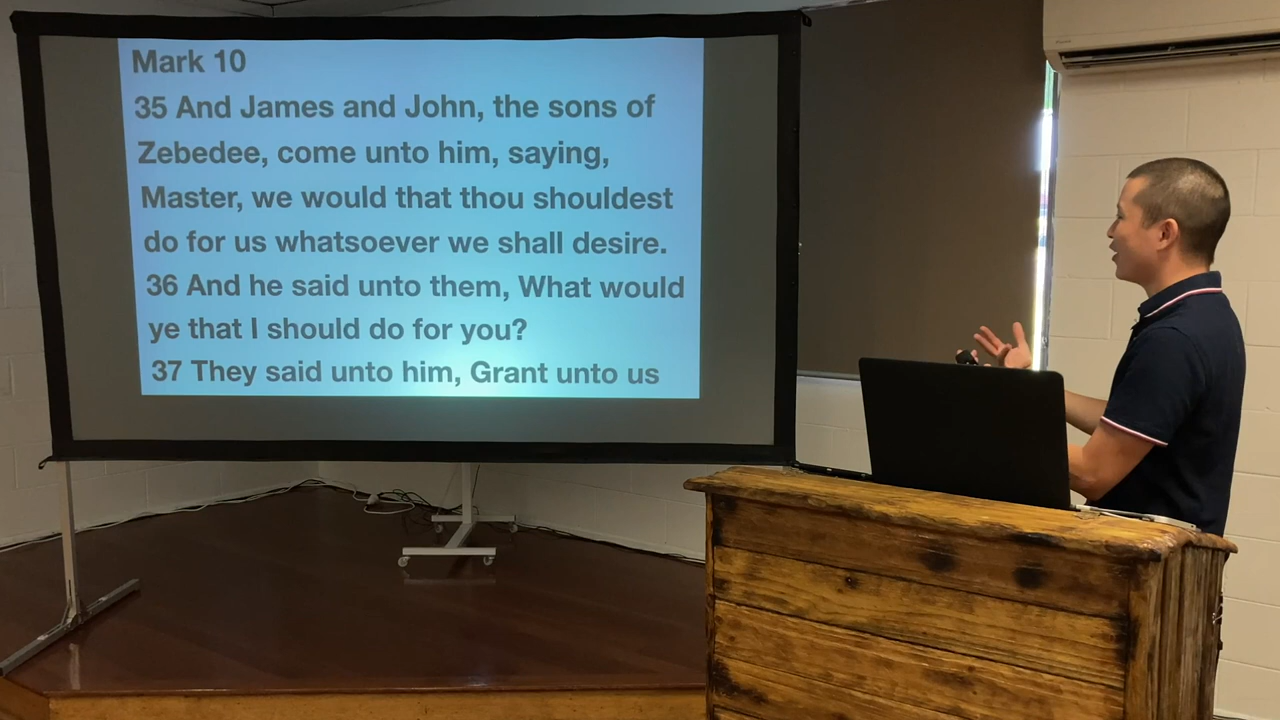 Mark 10
35 And James and John, the sons of
Zebedee, come unto him, saying,
Master, we would that thou shouldest
do for us whatsoever we shall desire.
36 And he said unto them, What would
ye that I should do for you?
37 They said unto him, Grant unto us